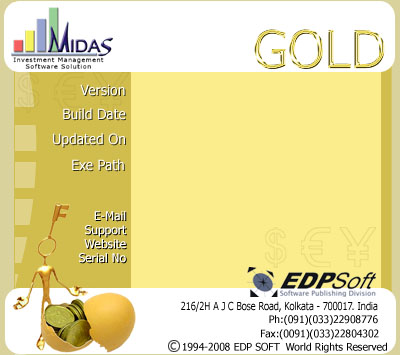 MIDAS
Investment Management
Software Solution
GOLD
Version
Build Date
Updated On
Exe Path
E-Mail
Support
Website
Serial No
EDPSoft
Software Publishing Division
216/2H A J C Bose Road, Kolkata - 700017. India
Ph:(091)(033)22908776
Fax:(0091)(033)22804302
©1994-2008 EDP SOFT World Rights Reserved